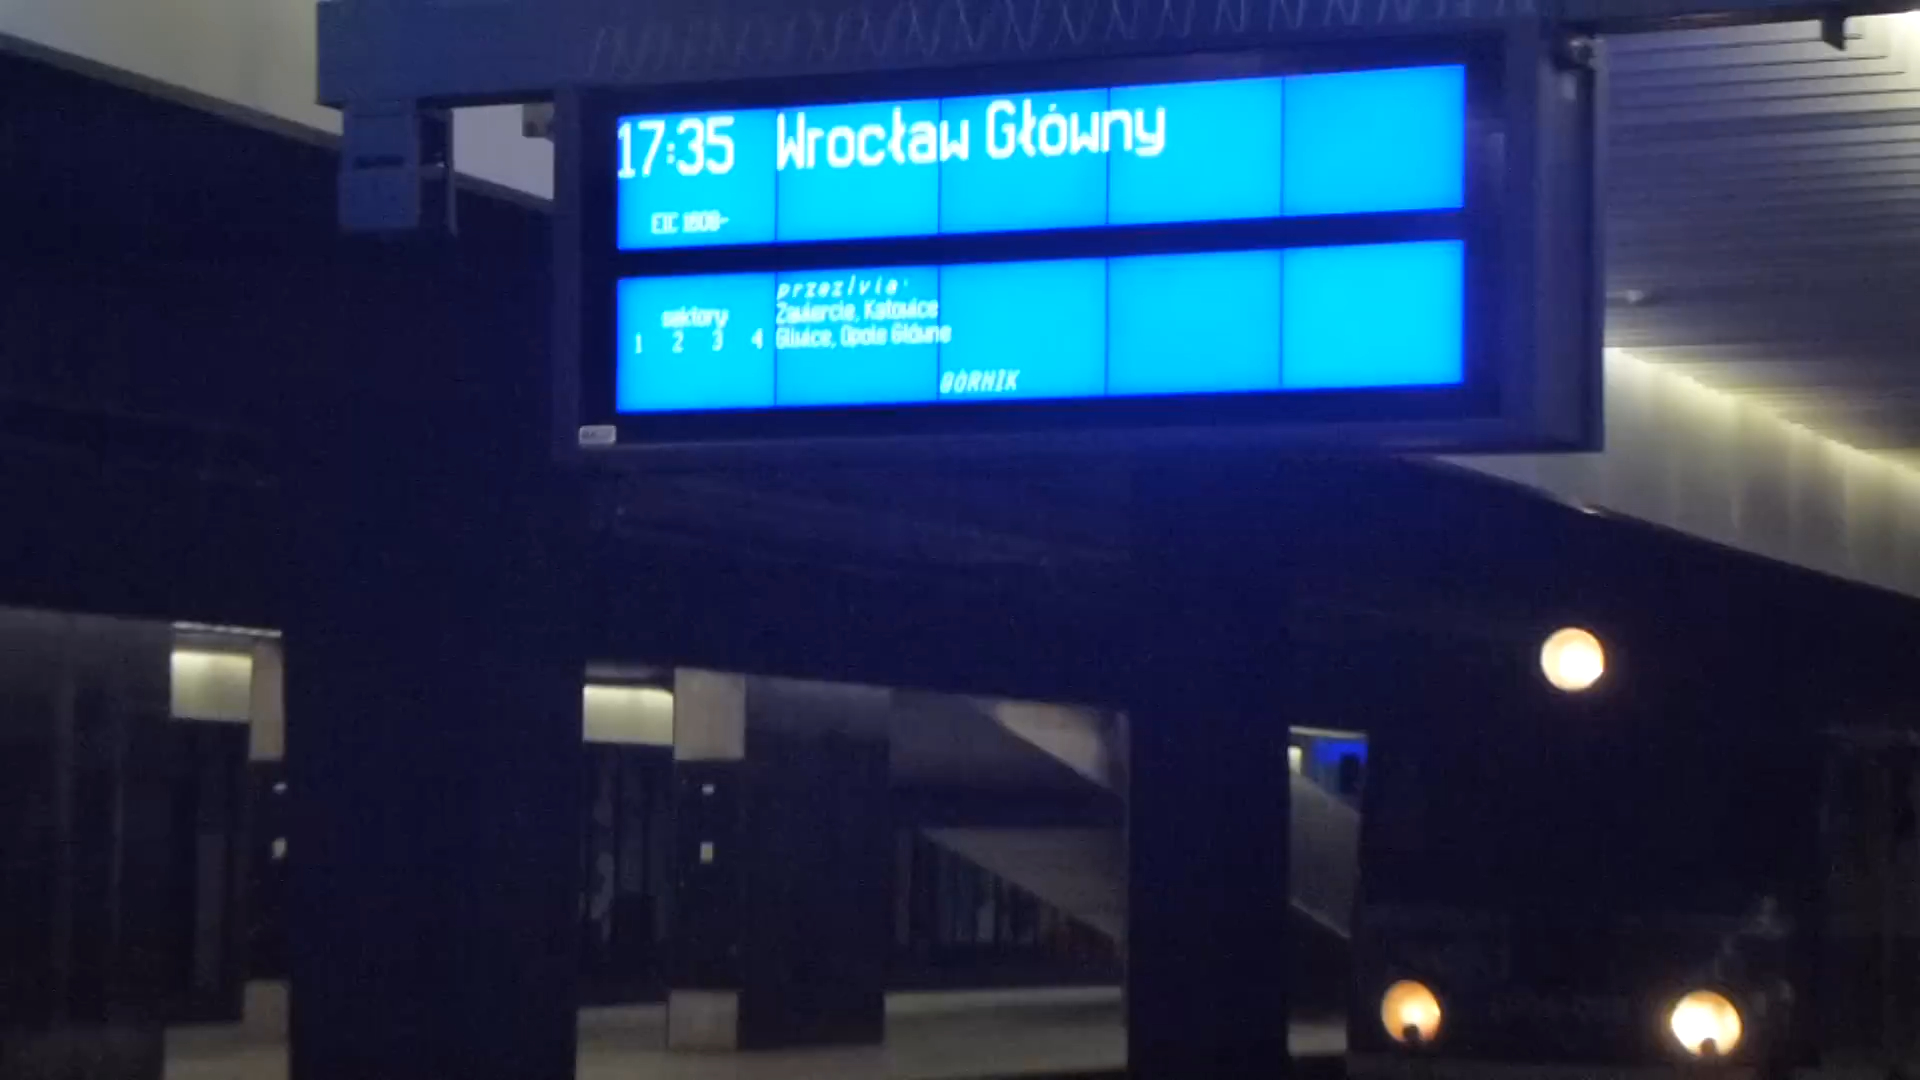 17:35 Wrocław Główny
EIC
przez/via:
sektory Zawiercie, Katowice
1 2 3 4 Gliwice, Opole Główne
GÓRNIK